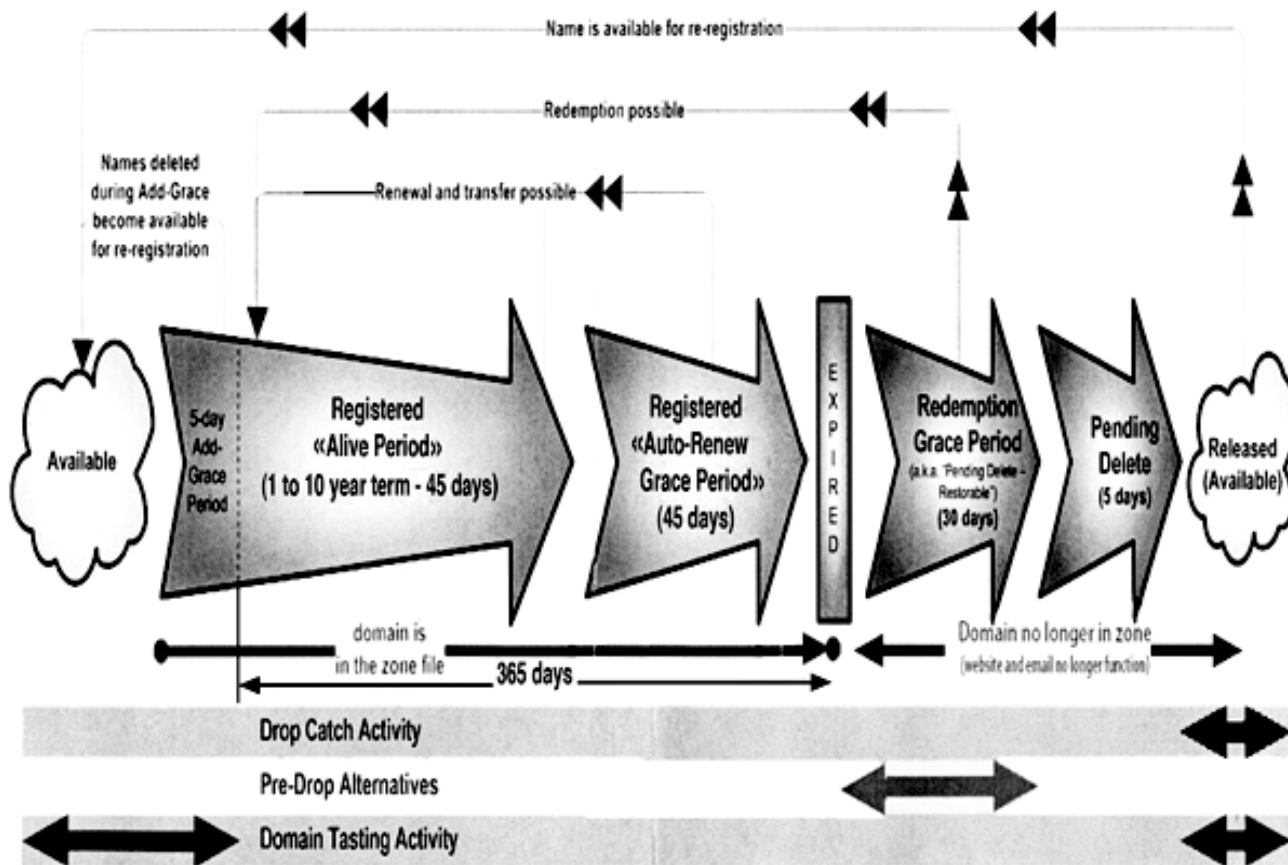 Name is available for re-registration
Redemption possible
Names deleted
during Add-Grace
become available
for re-registration
Renewal and transfer possible
Available
5-day
Add-
Grace
Period
Registered
«Alive Period»
(1 to 10 year term - 45 days)
Registered
«Auto-Renew
Grace Period»
(45 days)
EXPIRED
Redemption
Grace Period
(a.k.a. "Pending Delete –
Restorable")
(30 days)
Pending
Delete
(5 days)
Released
(Available)
domain is
in the zone file
365 days
Domain no longer in zone
(website and email no longer function)
Drop Catch Activity
Pre-Drop Alternatives
Domain Tasting Activity